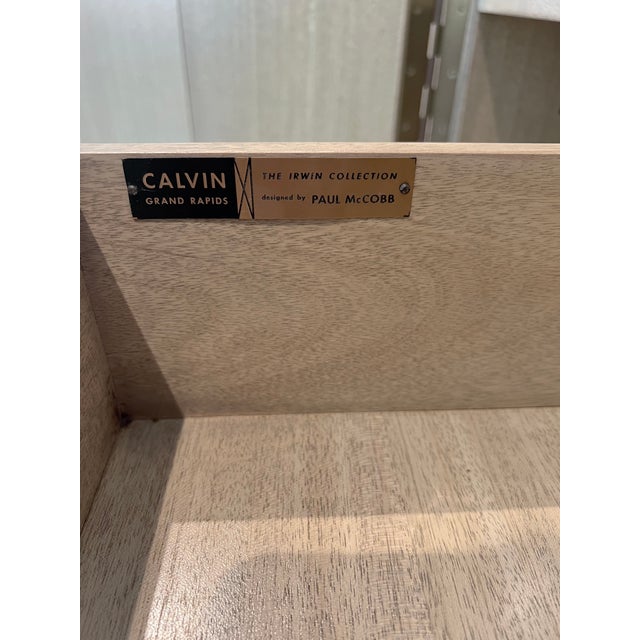 CALVIN
GRAND RAPIDS
THE IRWIN COLLECTION
designed by PAUL McCOBB